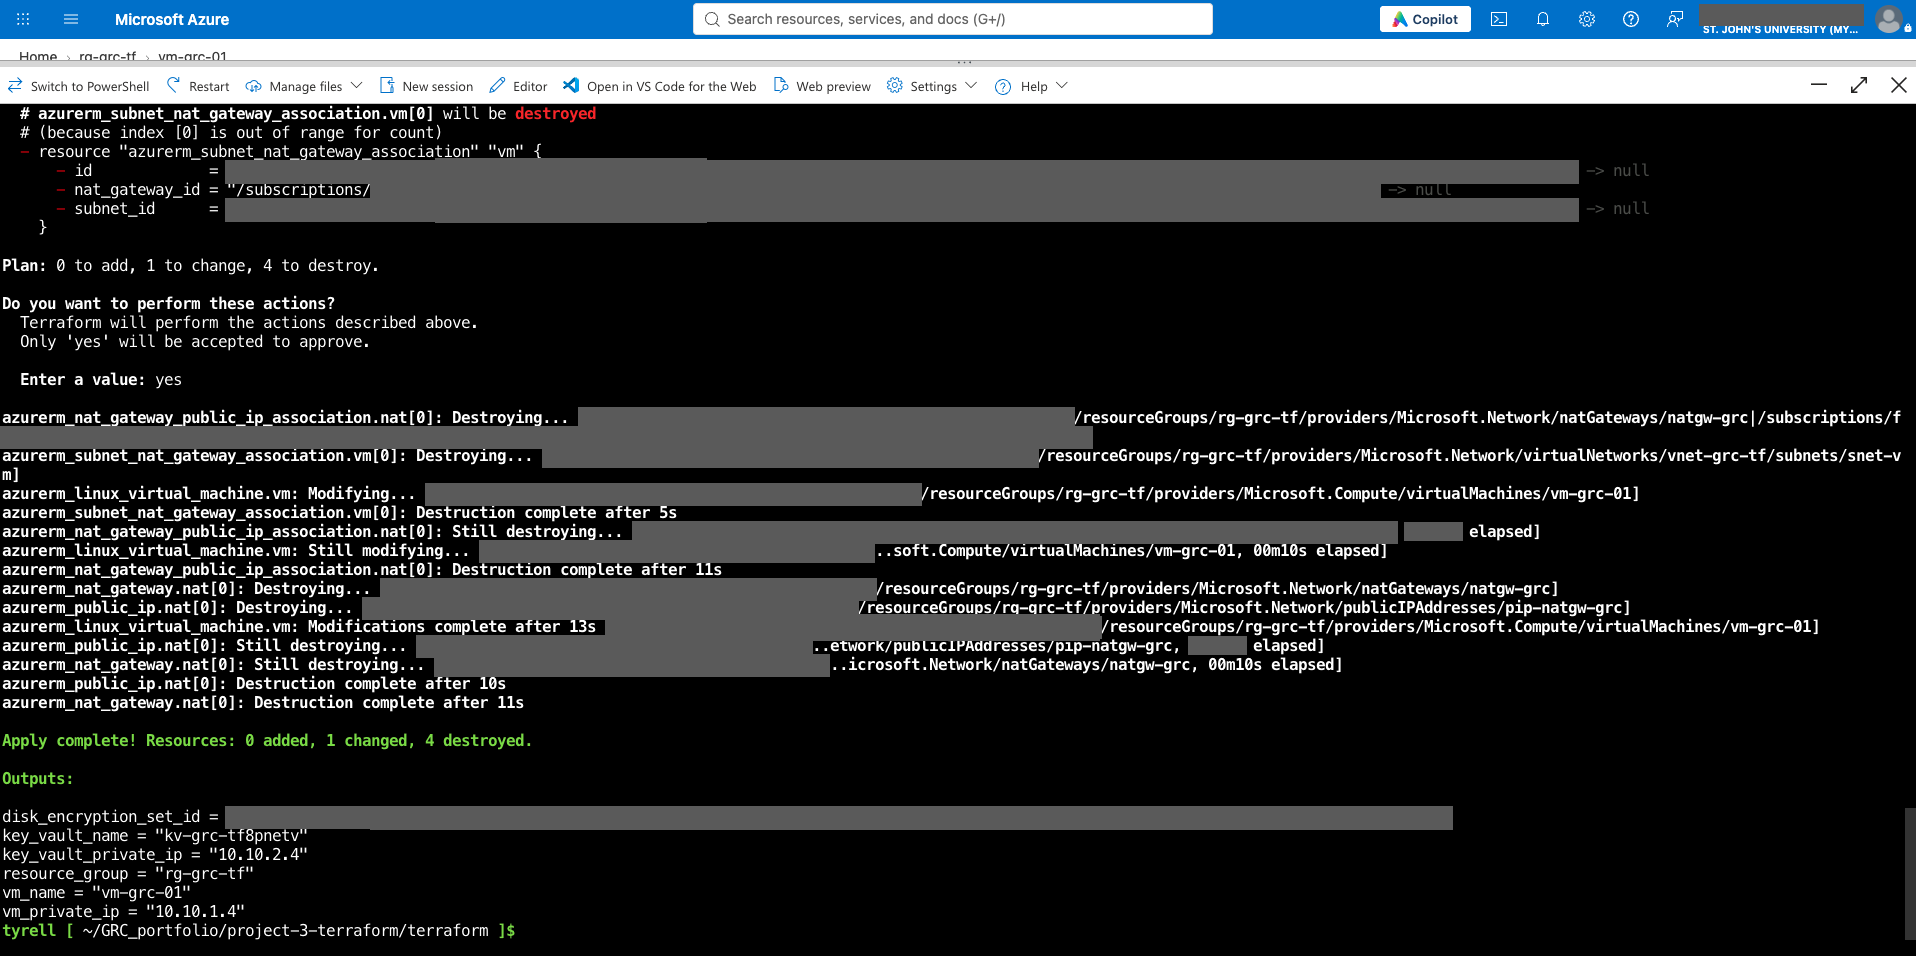 Microsoft Azure
Search resources, services, and docs (G+/)
Copilot
ST. JOHN'S UNIVERSITY (MY...
Home > rg-grc-tf > vm-grc-01
Switch to PowerShell Restart Manage files New session Editor Open in VS Code for the Web Web preview Settings Help
# azurerm_subnet_nat_gateway_association.vm[0] will be destroyed
# (because index [0] is out of range for count)
- resource "azurerm_subnet_nat_gateway_association" "vm" {
- id = -> null
- nat_gateway_id = "/subscriptions/ -> null
- subnet_id = -> null
}
Plan: 0 to add, 1 to change, 4 to destroy.
Do you want to perform these actions?
Terraform will perform the actions described above.
Only 'yes' will be accepted to approve.
Enter a value: yes
azurerm_nat_gateway_public_ip_association.nat[0]: Destroying... /resourceGroups/rg-grc-tf/providers/Microsoft.Network/natGateways/natgw-grc|/subscriptions/f
azurerm_subnet_nat_gateway_association.vm[0]: Destroying... /resourceGroups/rg-grc-tf/providers/Microsoft.Network/virtualNetworks/vnet-grc-tf/subnets/snet-v
m]
azurerm_linux_virtual_machine.vm: Modifying... /resourceGroups/rg-grc-tf/providers/Microsoft.Compute/virtualMachines/vm-grc-01]
azurerm_subnet_nat_gateway_association.vm[0]: Destruction complete after 5s
azurerm_nat_gateway_public_ip_association.nat[0]: Still destroying... elapsed]
azurerm_linux_virtual_machine.vm: Still modifying... ..soft.Compute/virtualMachines/vm-grc-01, 00m10s elapsed]
azurerm_nat_gateway_public_ip_association.nat[0]: Destruction complete after 11s
azurerm_nat_gateway.nat[0]: Destroying... /resourceGroups/rg-grc-tf/providers/Microsoft.Network/natGateways/natgw-grc]
azurerm_public_ip.nat[0]: Destroying... /resourceGroups/rg-grc-tf/providers/Microsoft.Network/publicIPAddresses/pip-natgw-grc]
azurerm_linux_virtual_machine.vm: Modifications complete after 13s /resourceGroups/rg-grc-tf/providers/Microsoft.Compute/virtualMachines/vm-grc-01]
azurerm_public_ip.nat[0]: Still destroying... ..etwork/publicIPAddresses/pip-natgw-grc, elapsed]
azurerm_nat_gateway.nat[0]: Still destroying... ..icrosoft.Network/natGateways/natgw-grc, 00m10s elapsed]
azurerm_public_ip.nat[0]: Destruction complete after 10s
azurerm_nat_gateway.nat[0]: Destruction complete after 11s
Apply complete! Resources: 0 added, 1 changed, 4 destroyed.
Outputs:
disk_encryption_set_id =
key_vault_name = "kv-grc-tf8pnetv"
key_vault_private_ip = "10.10.2.4"
resource_group = "rg-grc-tf"
vm_name = "vm-grc-01"
vm_private_ip = "10.10.1.4"
tyrell [ ~/GRC_portfolio/project-3-terraform/terraform ]$